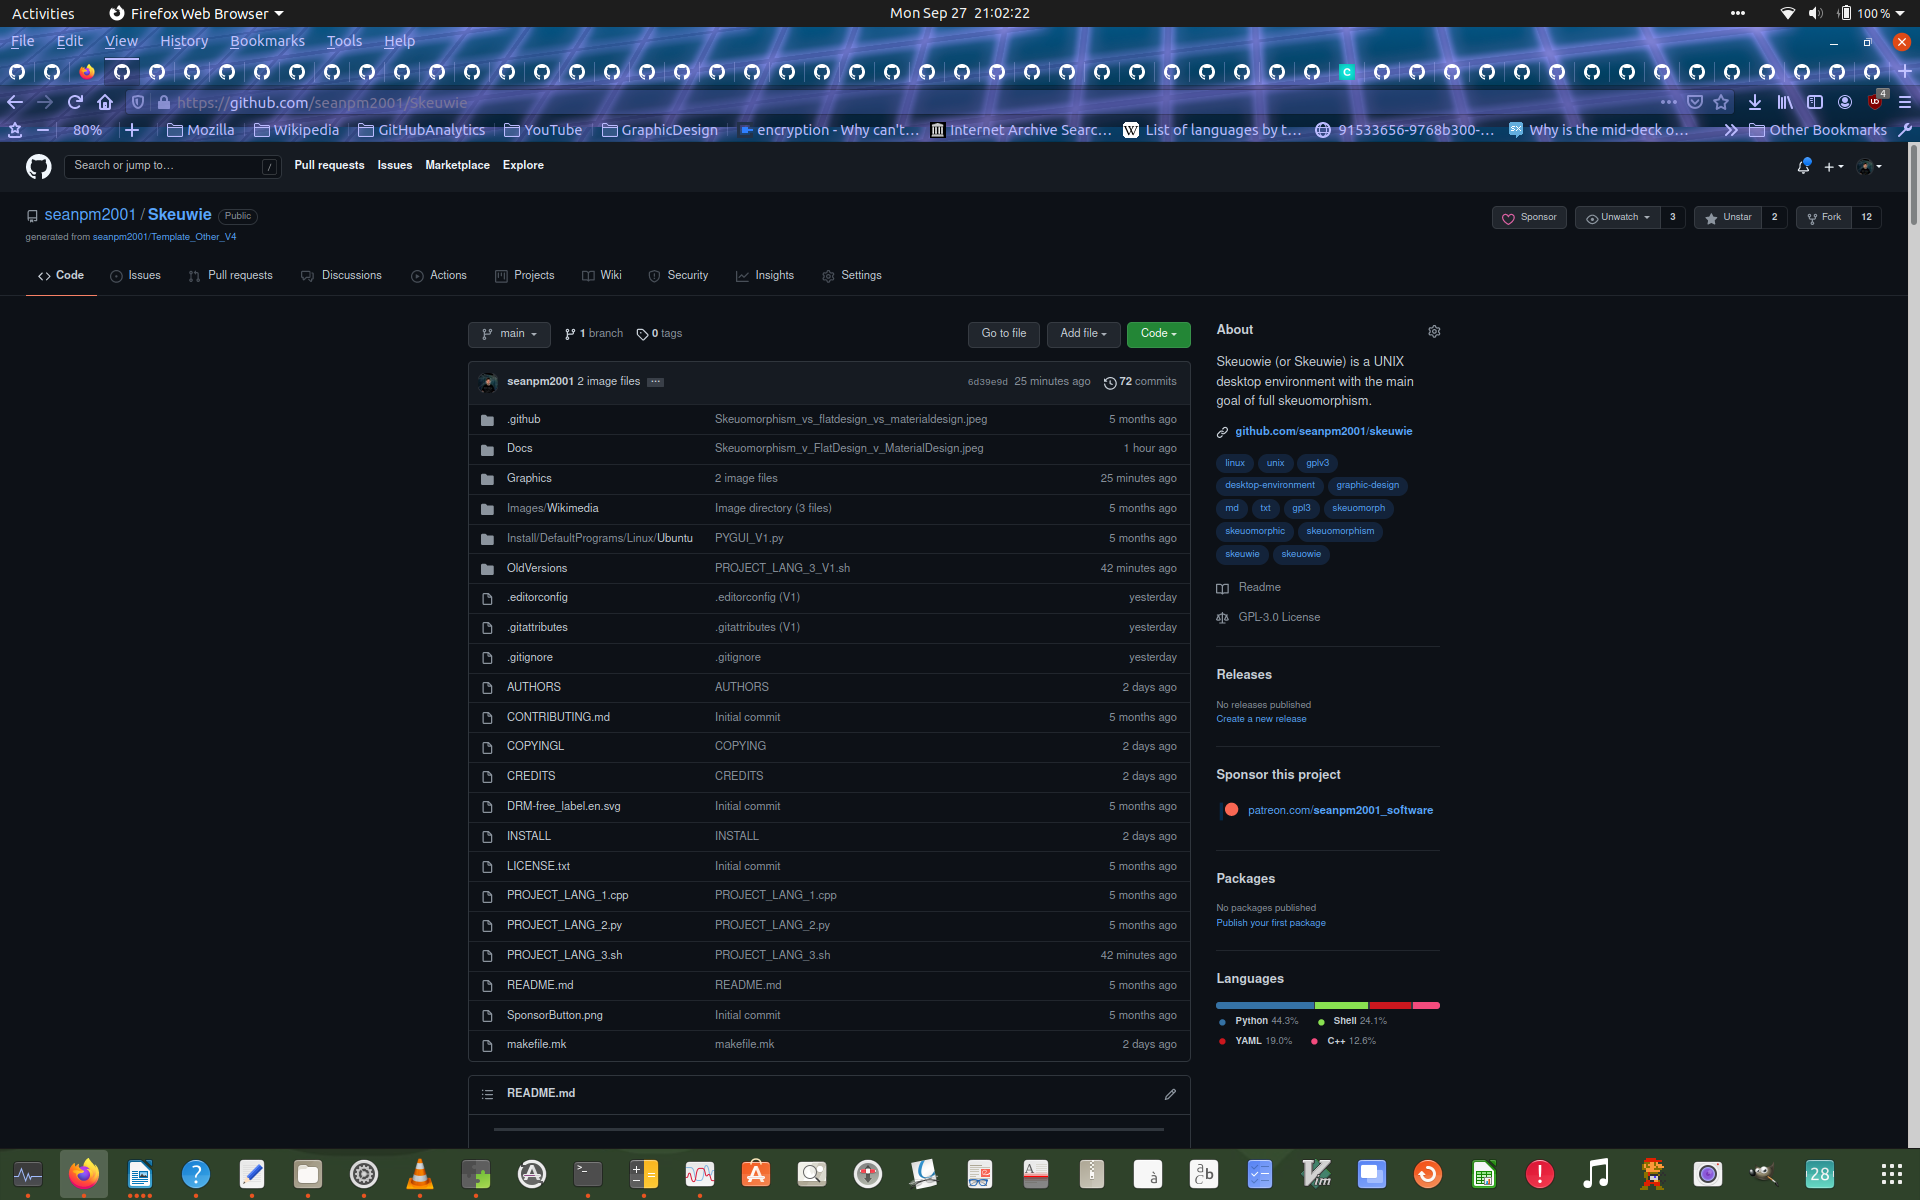 Activities Firefox Web Browser Mon Sep 27 21:02:22 100 %
File Edit View History Bookmarks Tools Help
https://github.com/seanpm2001/Skeuwie 4
80% Mozilla Wikipedia GitHubAnalytics YouTube GraphicDesign encryption - Why can't… Internet Archive Searc… List of languages by t… 91533656-9768b300-… Why is the mid-deck o… Other Bookmarks
Search or jump to… / Pull requests Issues Marketplace Explore
seanpm2001 / Skeuwie Public
Sponsor Unwatch 3 Unstar 2 Fork 12
generated from seanpm2001/Template_Other_V4
Code Issues Pull requests Discussions Actions Projects Wiki Security Insights Settings
main 1 branch 0 tags Go to file Add file Code
seanpm2001 2 image files ... 6d39e9d 25 minutes ago 72 commits
.github Skeuomorphism_vs_flatdesign_vs_materialdesign.jpeg 5 months ago
Docs Skeuomorphism_v_FlatDesign_v_MaterialDesign.jpeg 1 hour ago
Graphics 2 image files 25 minutes ago
Images/Wikimedia Image directory (3 files) 5 months ago
Install/DefaultPrograms/Linux/Ubuntu PYGUI_V1.py 5 months ago
OldVersions PROJECT_LANG_3_V1.sh 42 minutes ago
.editorconfig .editorconfig (V1) yesterday
.gitattributes .gitattributes (V1) yesterday
.gitignore .gitignore yesterday
AUTHORS AUTHORS 2 days ago
CONTRIBUTING.md Initial commit 5 months ago
COPYINGL COPYING 2 days ago
CREDITS CREDITS 2 days ago
DRM-free_label.en.svg Initial commit 5 months ago
INSTALL INSTALL 2 days ago
LICENSE.txt Initial commit 5 months ago
PROJECT_LANG_1.cpp PROJECT_LANG_1.cpp 5 months ago
PROJECT_LANG_2.py PROJECT_LANG_2.py 5 months ago
PROJECT_LANG_3.sh PROJECT_LANG_3.sh 42 minutes ago
README.md README.md 5 months ago
SponsorButton.png Initial commit 5 months ago
makefile.mk makefile.mk 2 days ago
README.md
About
Skeuowie (or Skeuwie) is a UNIX
desktop environment with the main
goal of full skeuomorphism.
github.com/seanpm2001/skeuwie
linux unix gplv3
desktop-environment graphic-design
md txt gpl3 skeuomorph
skeuomorphic skeuomorphism
skeuwie skeuowie
Readme
GPL-3.0 License
Releases
No releases published
Create a new release
Sponsor this project
patreon.com/seanpm2001_software
Packages
No packages published
Publish your first package
Languages
Python 44.3% Shell 24.1%
YAML 19.0% C++ 12.6%
28